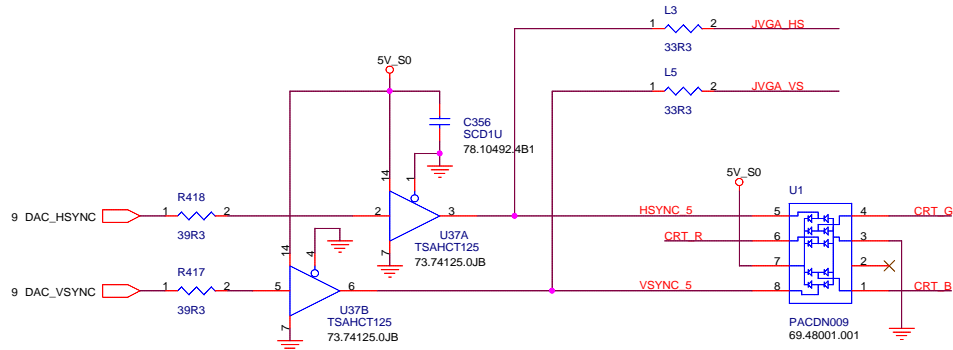 L3
1 2 JVGA_HS
33R3
5V_S0
L5
1 2 JVGA_VS
33R3
C356
SCD1U
78.10492.4B1
14 1
5V_S0
U1
R418
9 DAC_HSYNC 1 2 2 3 HSYNC_5 5 4 CRT_G
39R3
U37A
TSAHCT125
73.74125.0JB
CRT_R 6 3
14 4 7
7 2
R417
9 DAC_VSYNC 1 2 5 6 VSYNC_5 8 1 CRT_B
39R3
U37B
TSAHCT125
73.74125.0JB
7
PACDN009
69.48001.001